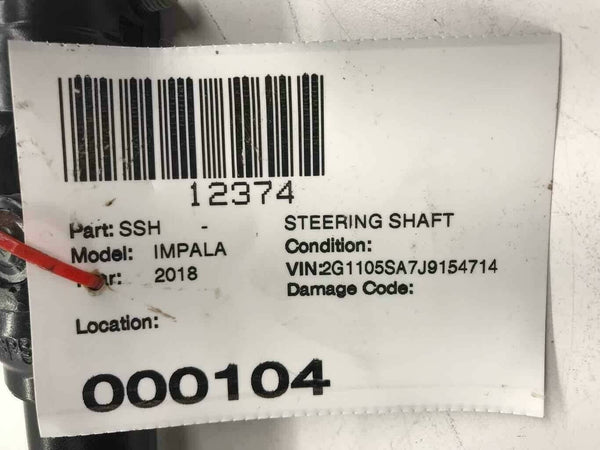 12374
Part: SSH - STEERING SHAFT
Model: IMPALA Condition:
2018 VIN:2G1105SA7J9154714
Damage Code:
Location:
000104